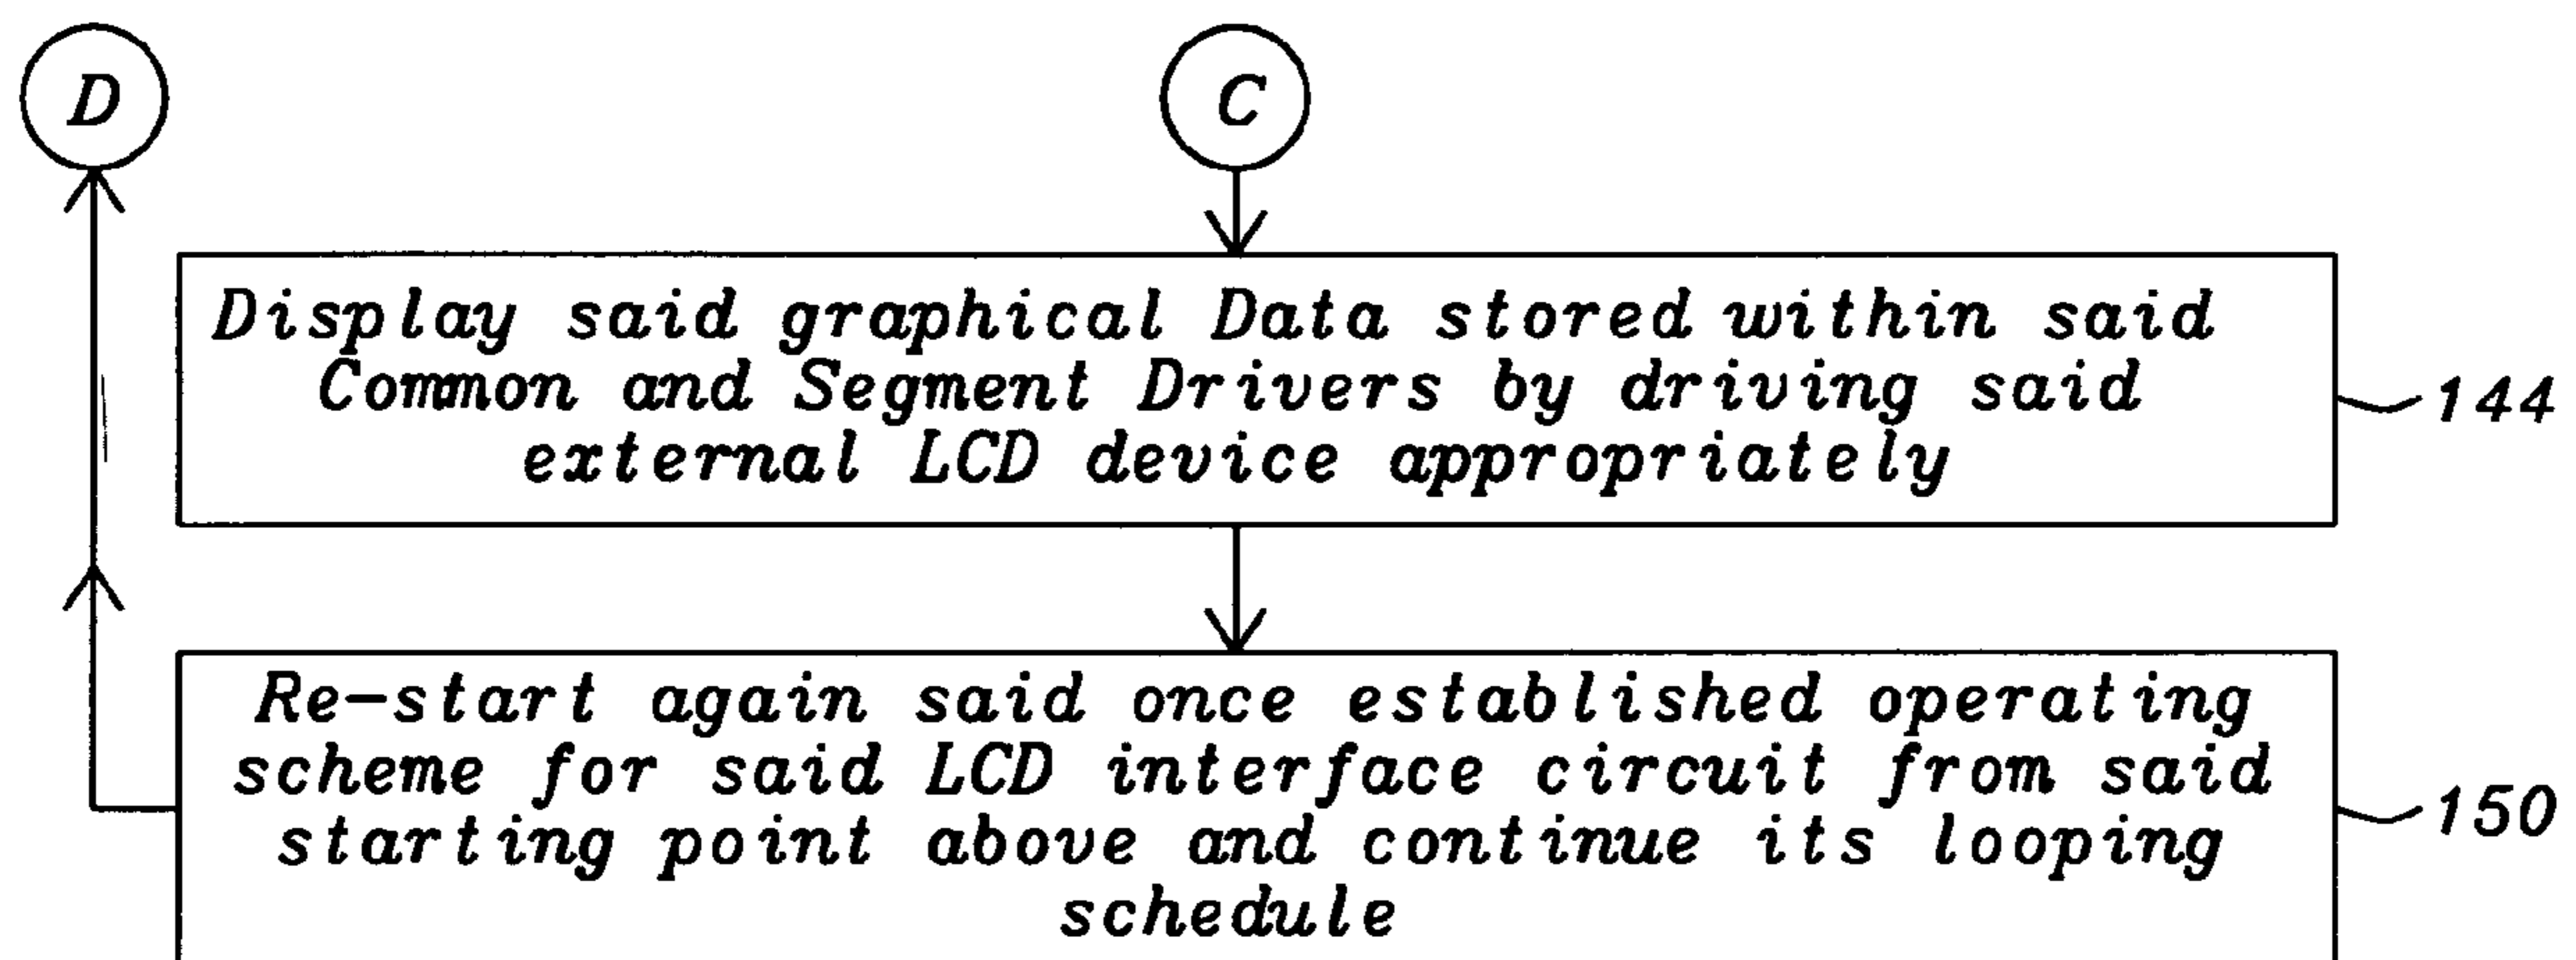 D
C
Display said graphical Data stored within said
Common and Segment Drivers by driving said
external LCD device appropriately
144
Re-start again said once established operating
scheme for said LCD interface circuit from said
starting point above and continue its looping
schedule
150